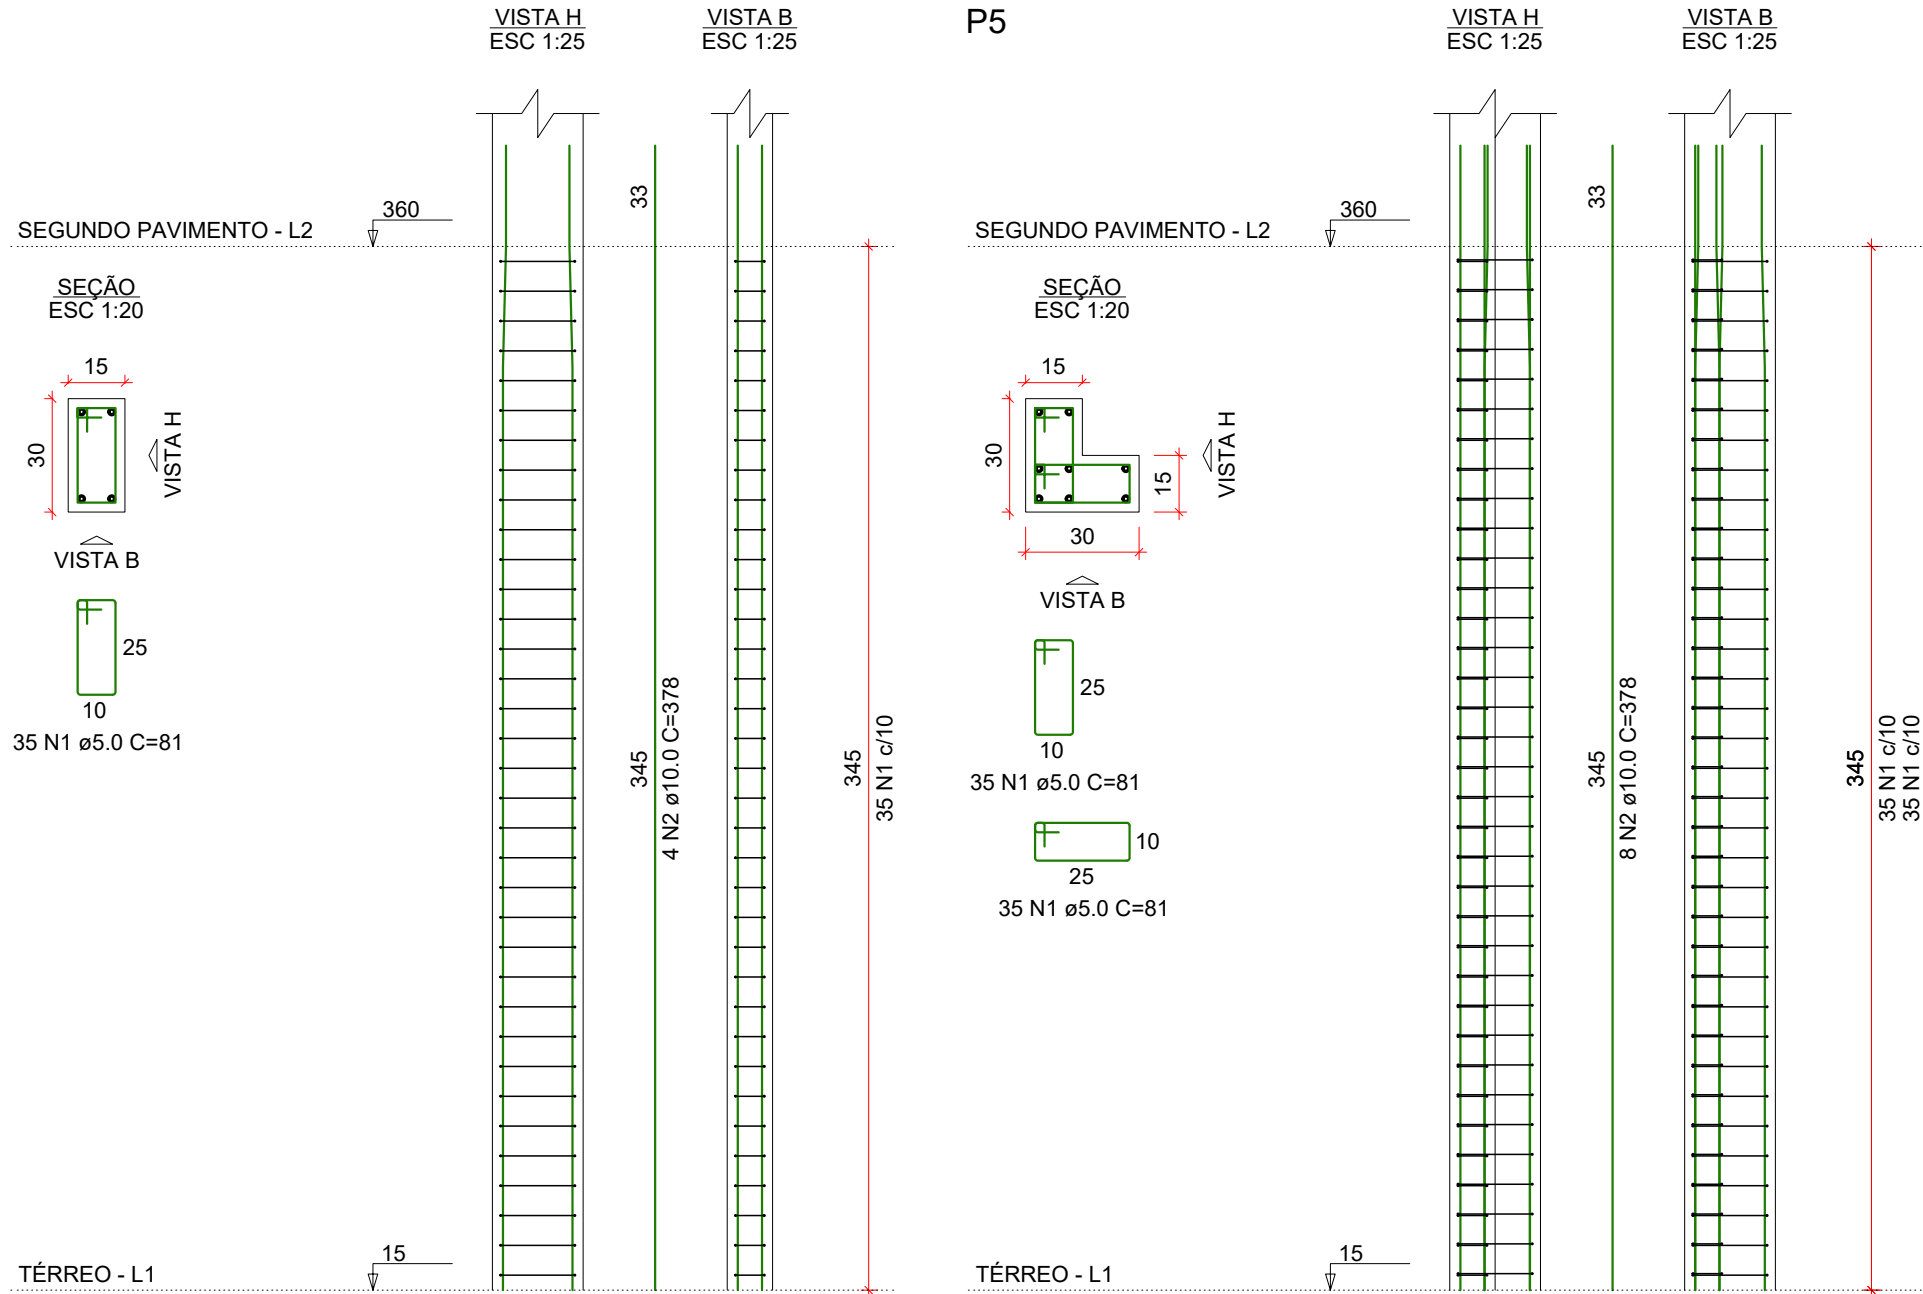 VISTA H
ESC 1:25
VISTA B
ESC 1:25
33
360
SEGUNDO PAVIMENTO - L2
SEÇÃO
ESC 1:20
15
30
VISTA H
VISTA B
25
10
35 N1 ø5.0 C=81
345
4 N2 ø10.0 C=378
345
35 N1 c/10
15
TÉRREO - L1
P5
VISTA H
ESC 1:25
VISTA B
ESC 1:25
33
360
SEGUNDO PAVIMENTO - L2
SEÇÃO
ESC 1:20
15
30
15
VISTA H
30
VISTA B
25
10
35 N1 ø5.0 C=81
10
25
35 N1 ø5.0 C=81
345
8 N2 ø10.0 C=378
345
35 N1 c/10
35 N1 c/10
15
TÉRREO - L1